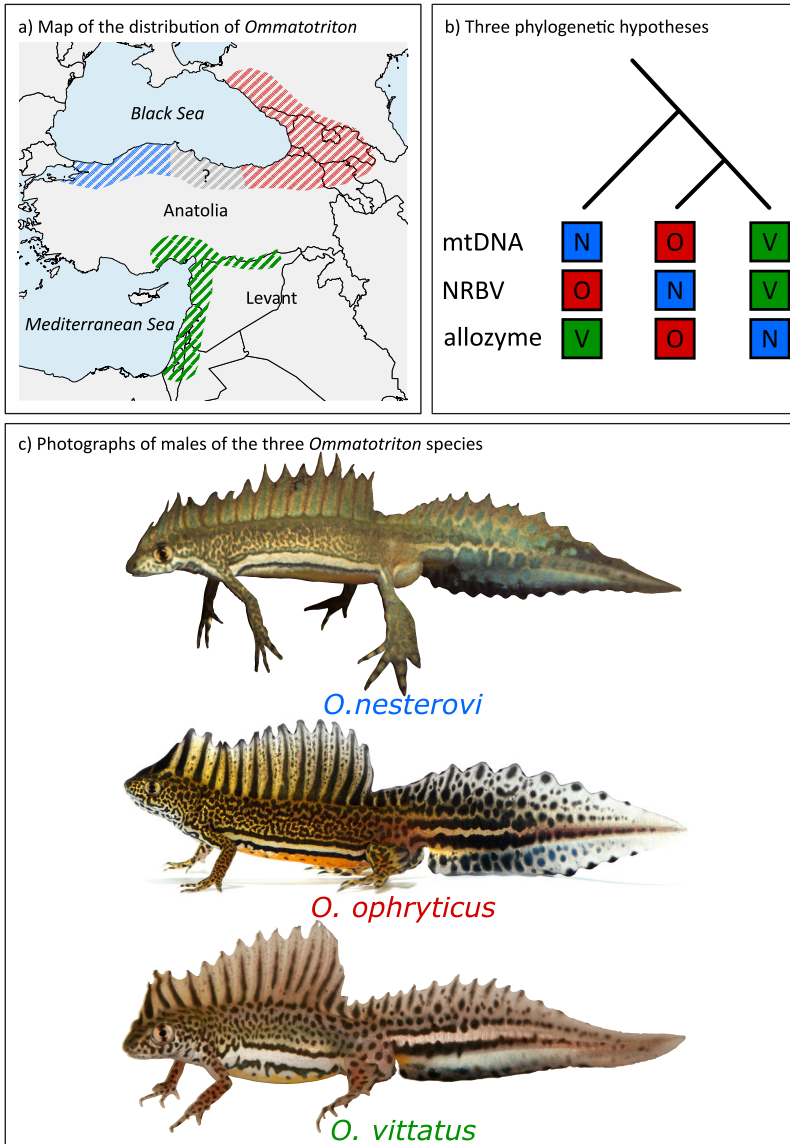 a) Map of the distribution of Ommatotriton
Black Sea
?
Anatolia
Levant
Mediterranean Sea
b) Three phylogenetic hypotheses
mtDNA N O V
NRBV O N V
allozyme V O N
c) Photographs of males of the three Ommatotriton species
O.nesterovi
O. ophryticus
O. vittatus